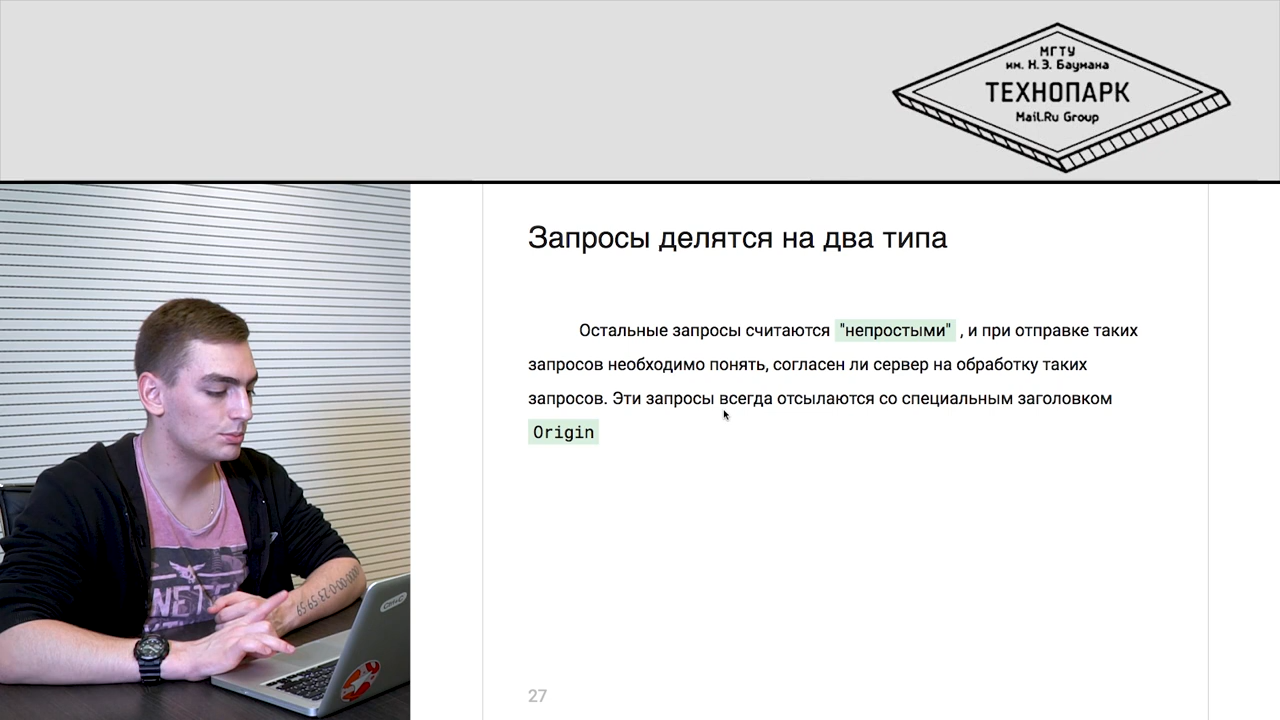 МГТУ
им. Н.Э. Баумана
ТЕХНОПАРК
Mail.Ru Group
Запросы делятся на два типа
Остальные запросы считаются "непростыми" , и при отправке таких
запросов необходимо понять, согласен ли сервер на обработку таких
запросов. Эти запросы всегда отсылаются со специальным заголовком
Origin
27